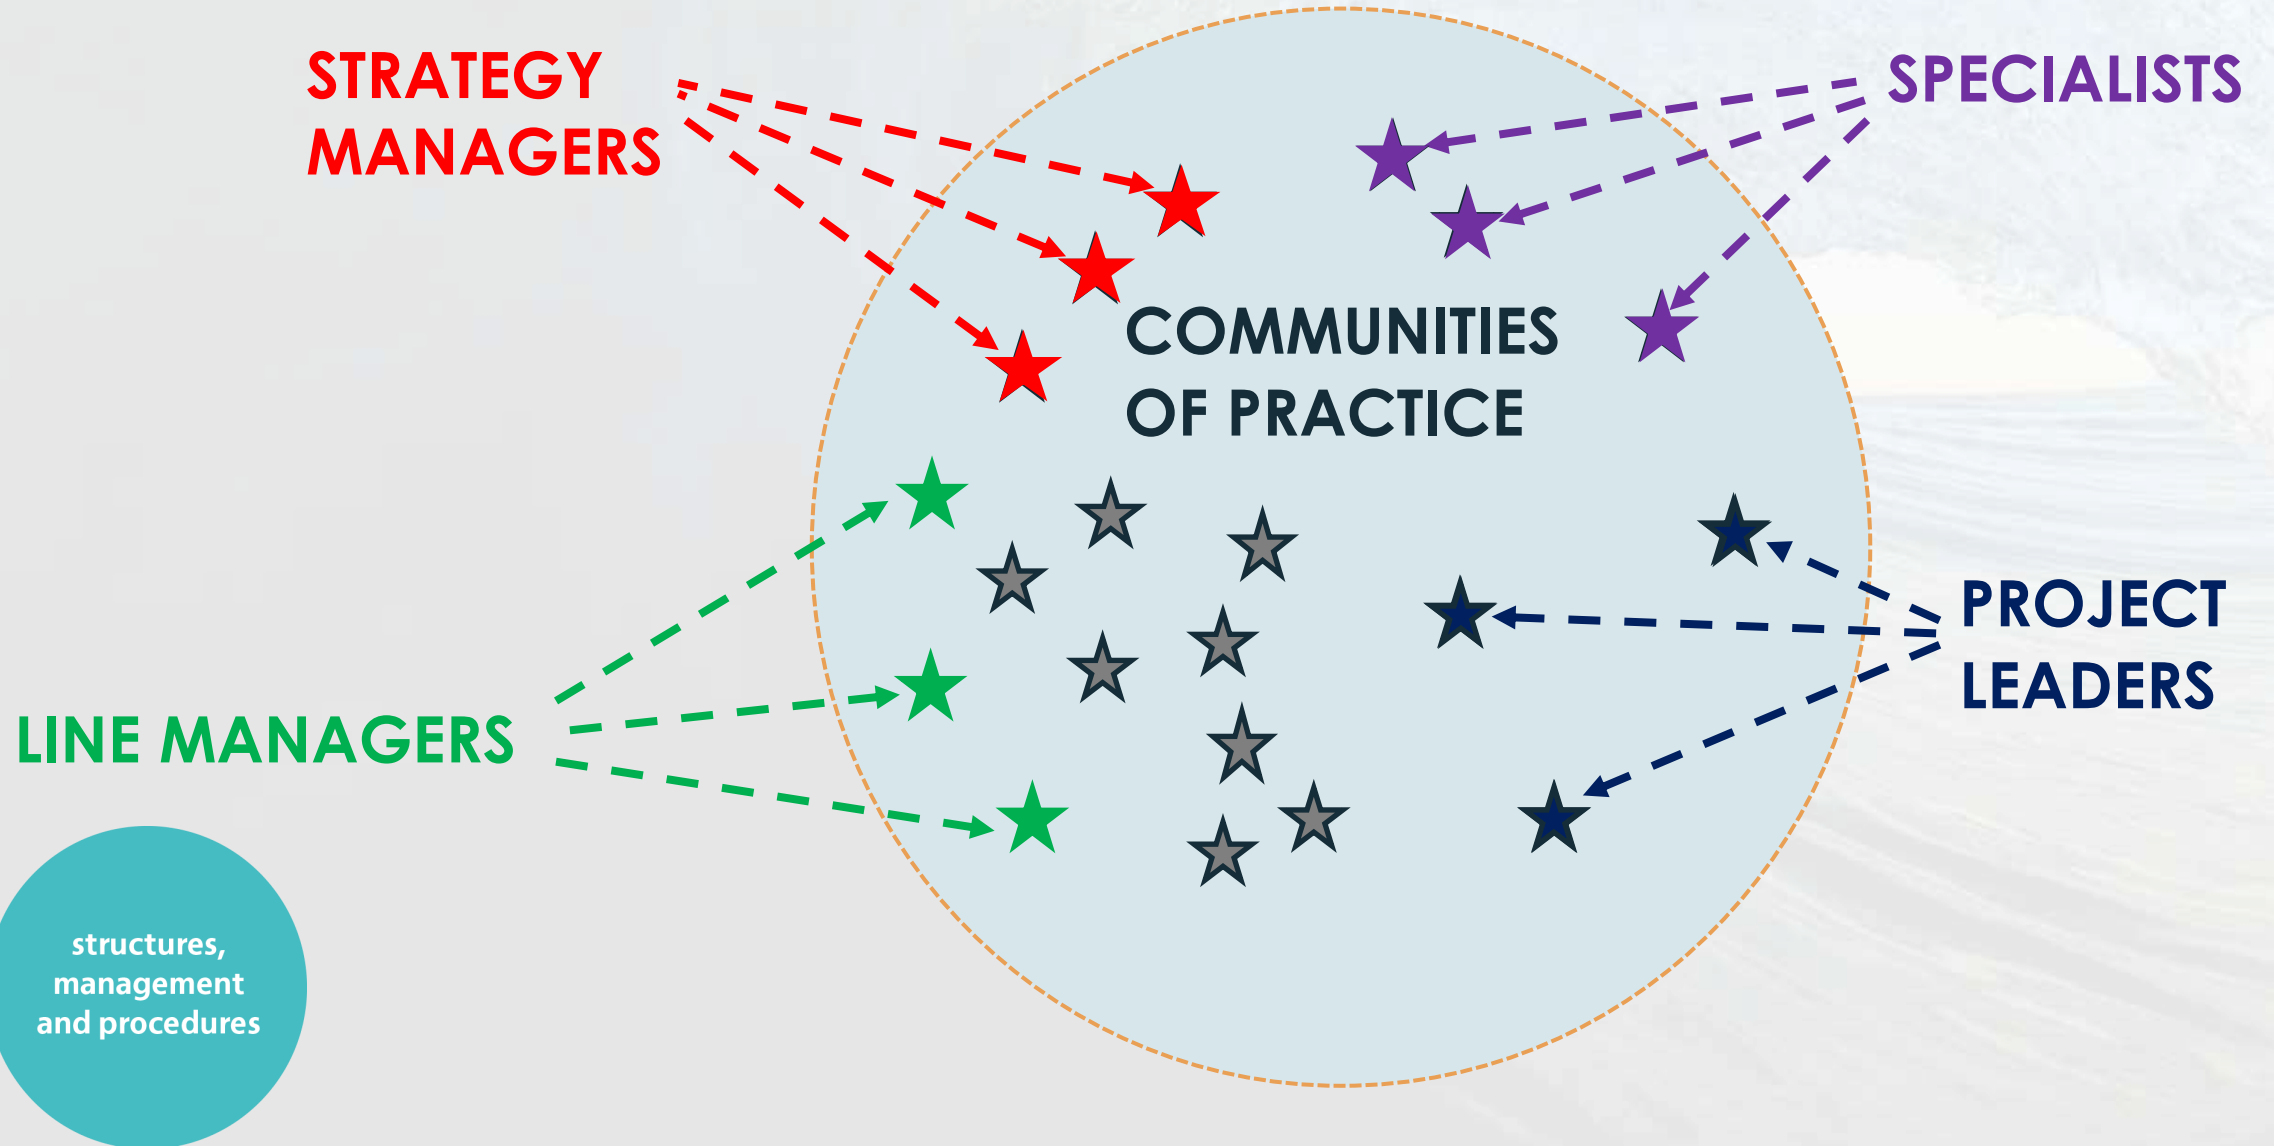 STRATEGY
MANAGERS
SPECIALISTS
COMMUNITIES
OF PRACTICE
PROJECT
LEADERS
LINE MANAGERS
structures,
management
and procedures